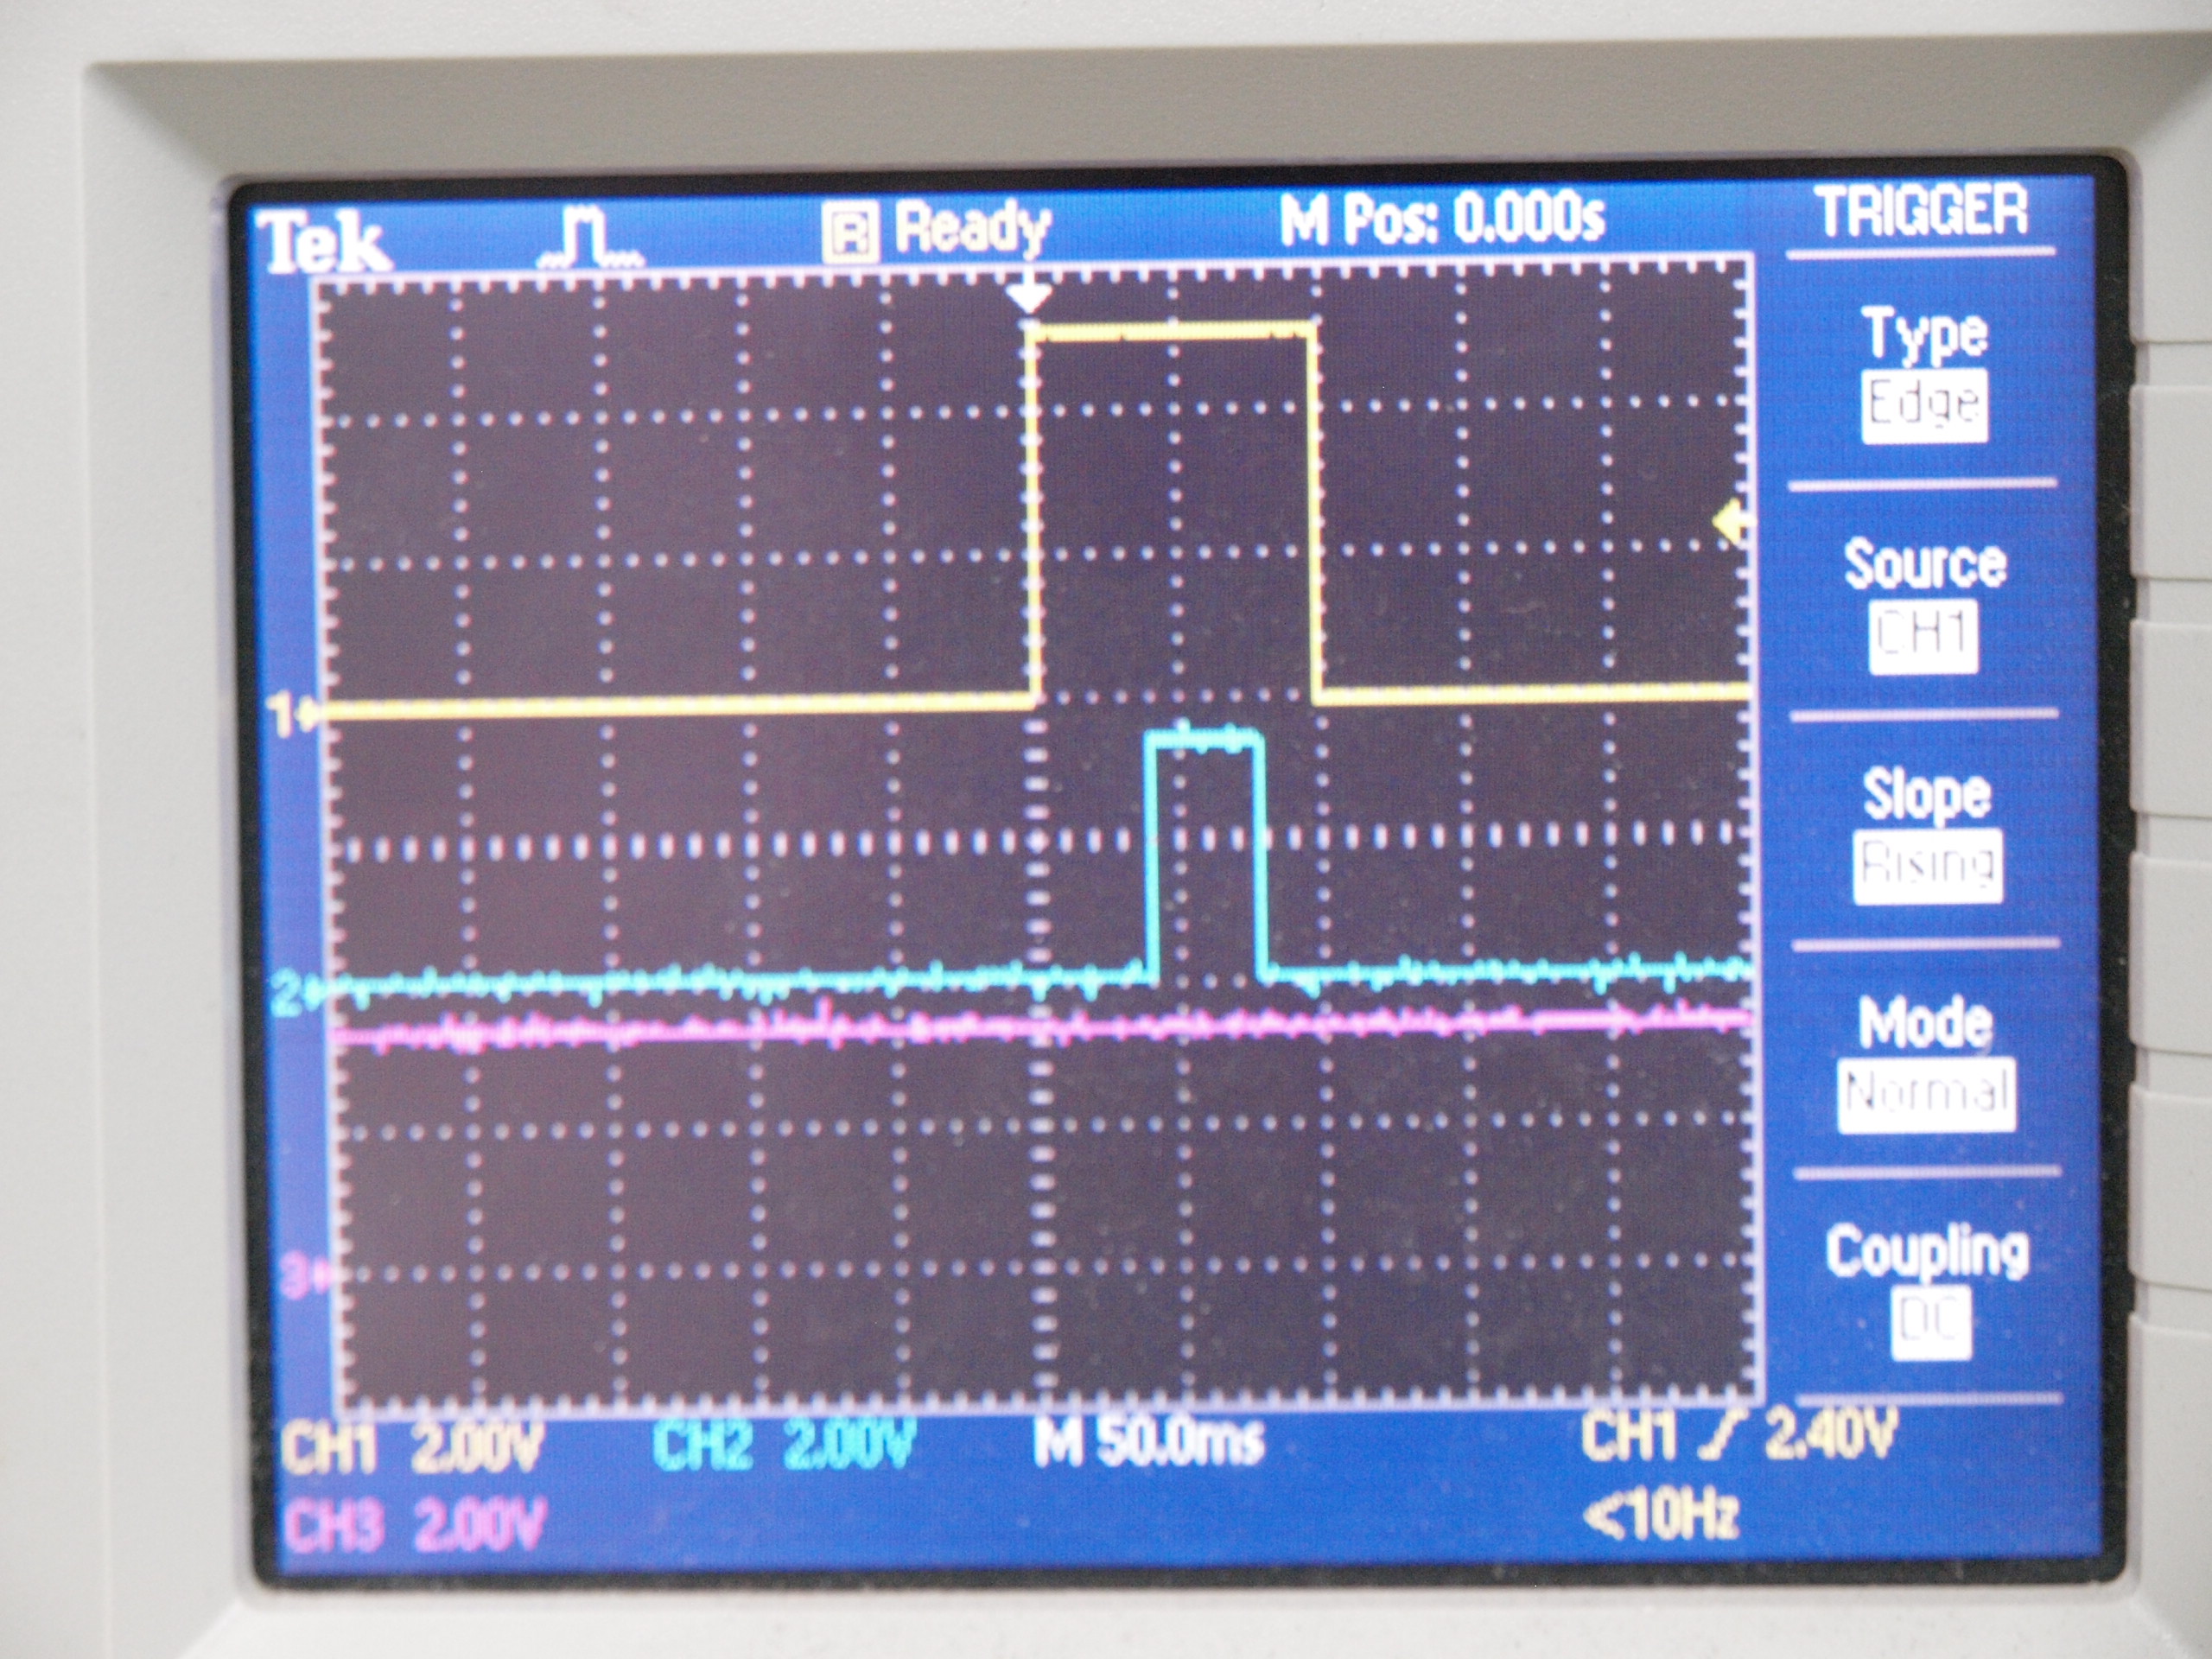 Tek R Ready M Pos: 0.000s TRIGGER
Type
Edge
Source
CH1
1
Slope
Rising
2
Mode
Normal
3
Coupling
DC
CH1 2.00V CH2 2.00V M 50.0ms CH1 2.40V
CH3 2.00V <10Hz